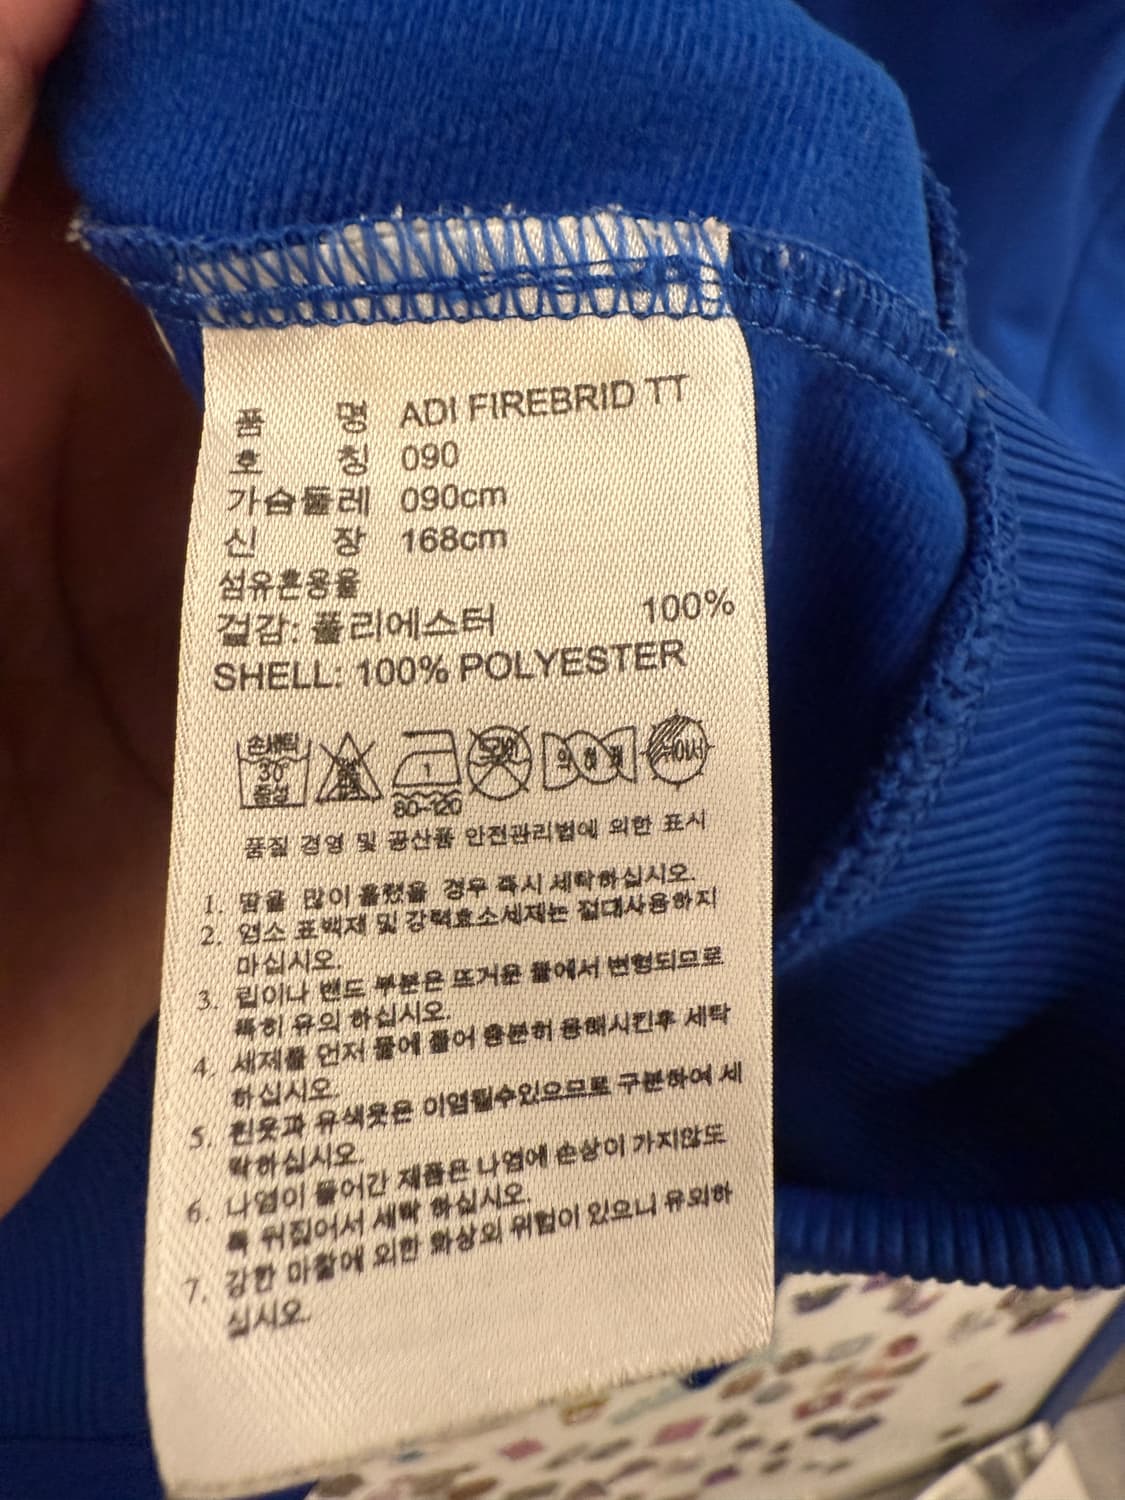 품 명 ADI FIREBRID TT
호 칭 090
가슴둘레 090cm
신 장 168cm
섬유혼용율
겉감: 폴리에스터 100%
SHELL: 100% POLYESTER
손세탁
30
중성
1
80-120
드라이
옷걸이
품질 경영 및 공산품 안전관리법에 의한 표시
1. 땀을 많이 흘렸을 경우 즉시 세탁하십시오.
2. 염소 표백제 및 강력효소세제는 절대사용하지
마십시오.
3. 립이나 밴드 부분은 뜨거운 물에서 변형되므로
특히 유의 하십시오.
4. 세제를 먼저 물에 풀어 충분히 용해시킨후 세탁
하십시오.
5. 흰옷과 유색옷은 이염될수있으므로 구분하여 세
탁하십시오.
6. 나염이 들어간 제품은 나염에 손상이 가지않도
록 뒤집어서 세탁 하십시오.
7. 강한 마찰에 의한 화상의 위험이 있으니 유의하
십시오.